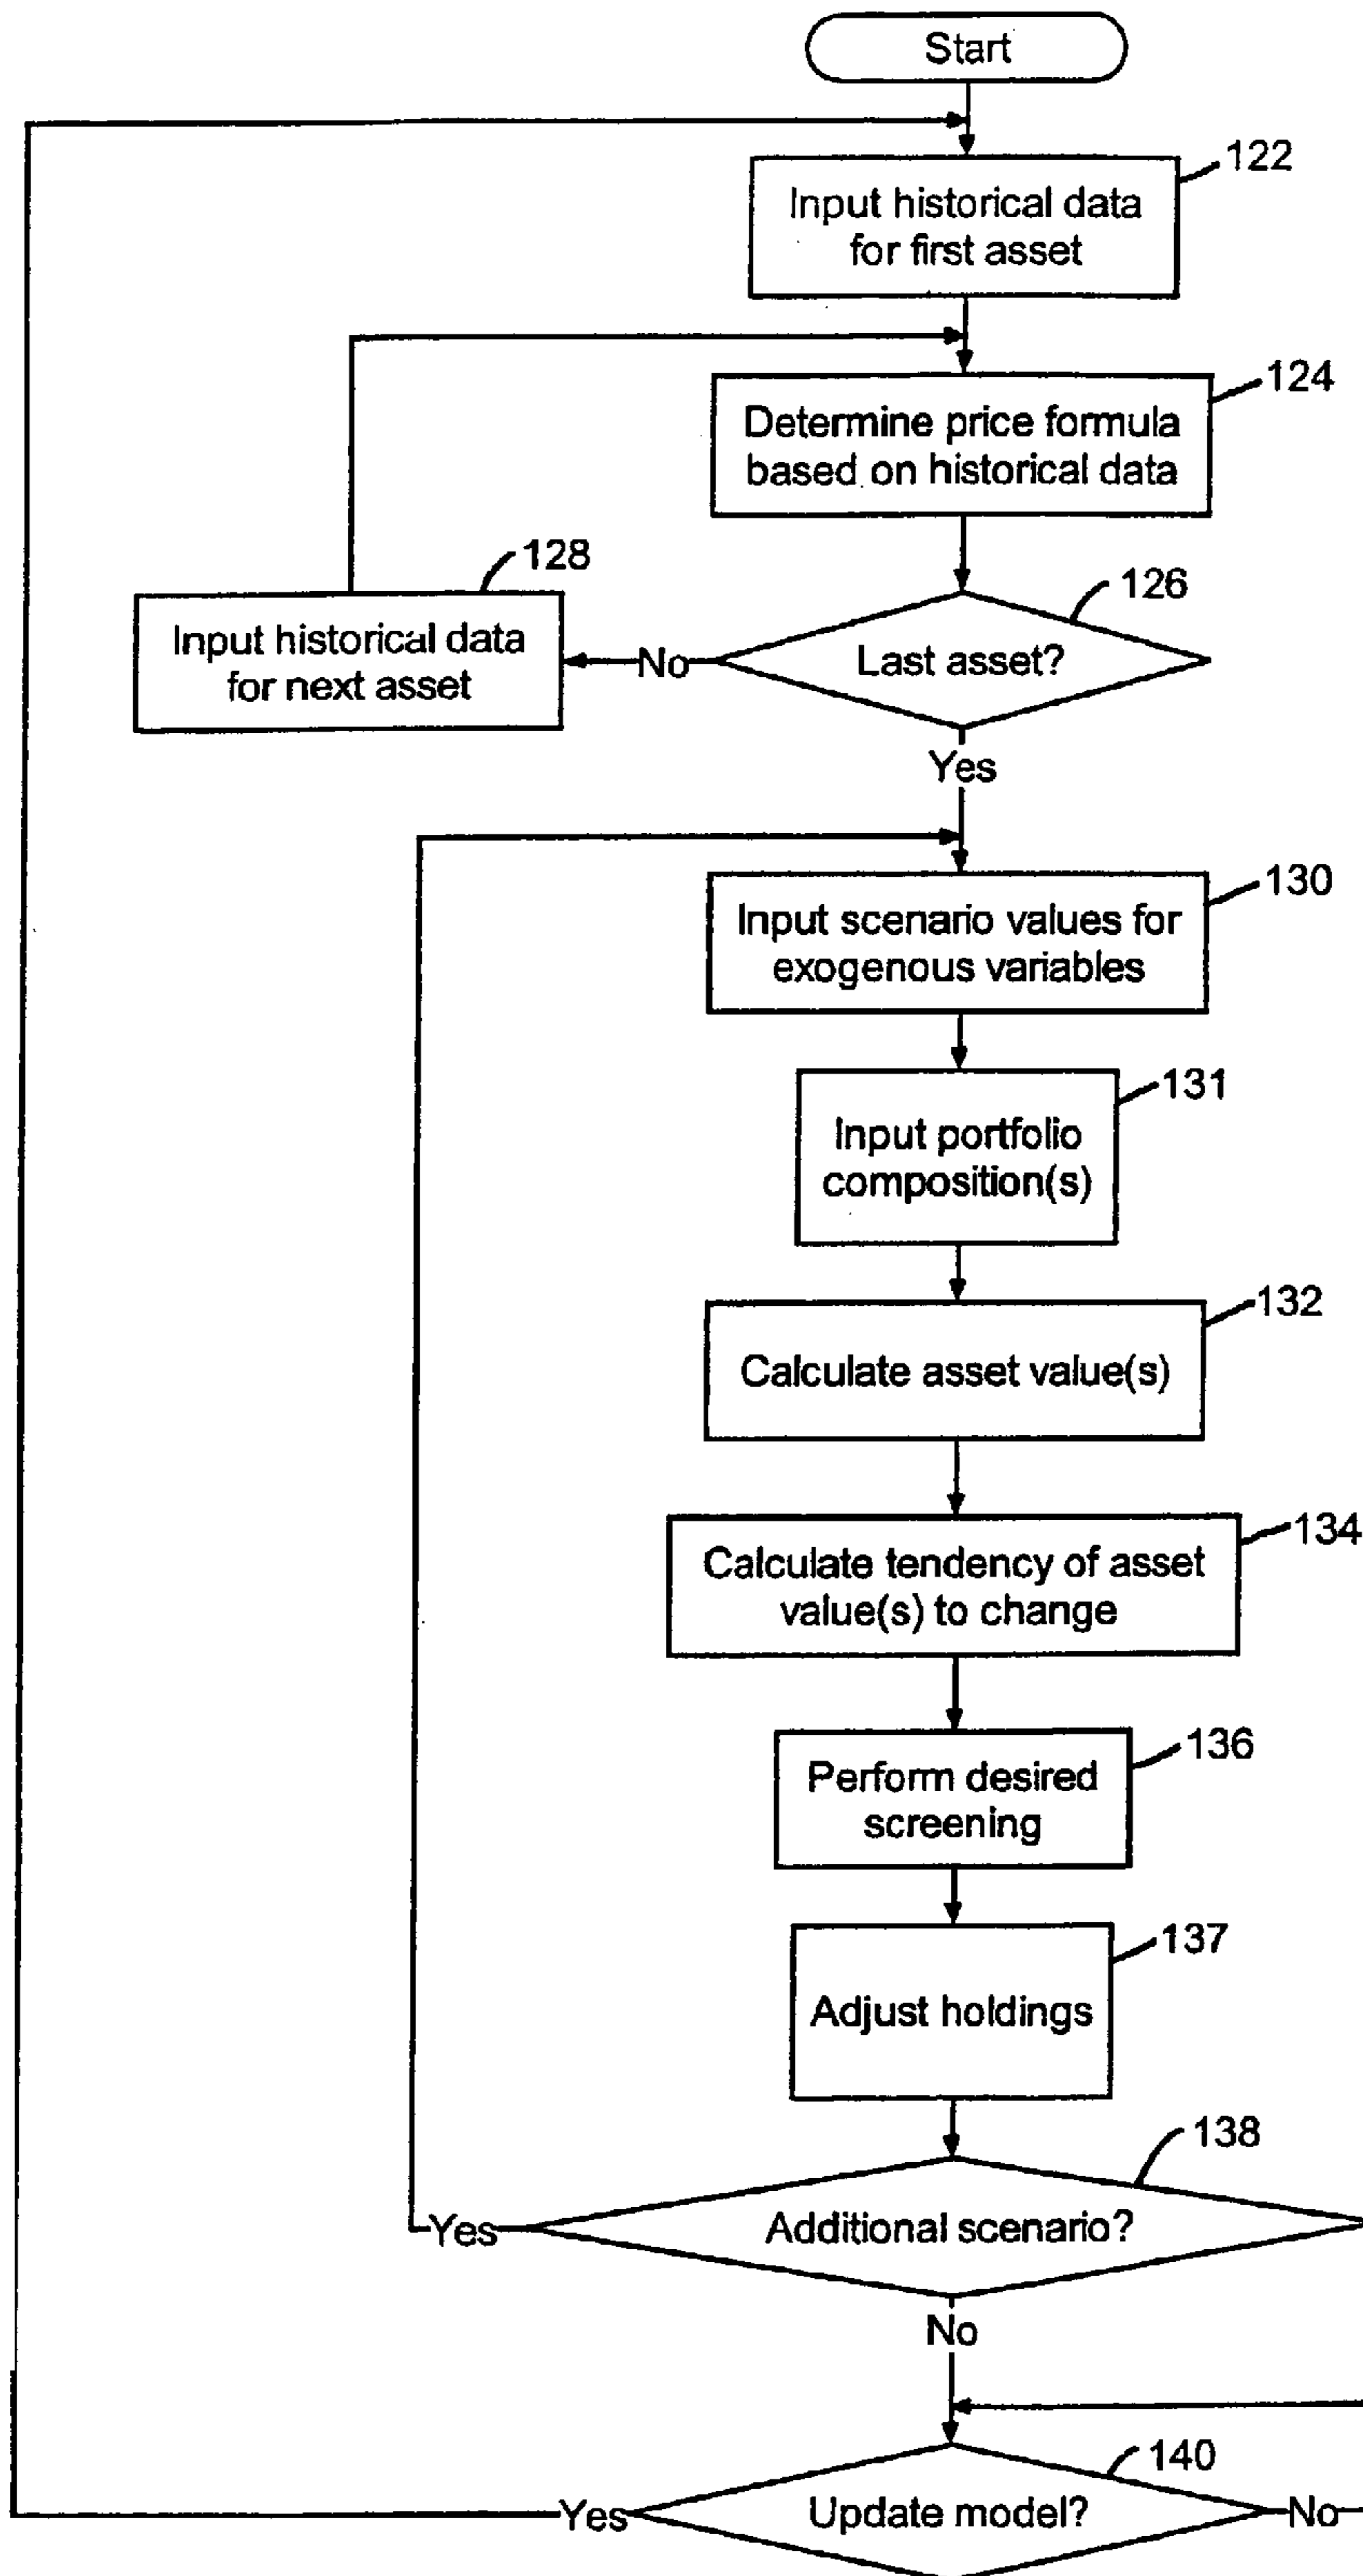 Start
122
Input historical data
for first asset
124
Determine price formula
based on historical data
128
126
Input historical data
for next asset
No
Last asset?
Yes
130
Input scenario values for
exogenous variables
131
Input portfolio
composition(s)
132
Calculate asset value(s)
134
Calculate tendency of asset
value(s) to change
136
Perform desired
screening
137
Adjust holdings
138
Yes
Additional scenario?
No
140
Yes
Update model?
No